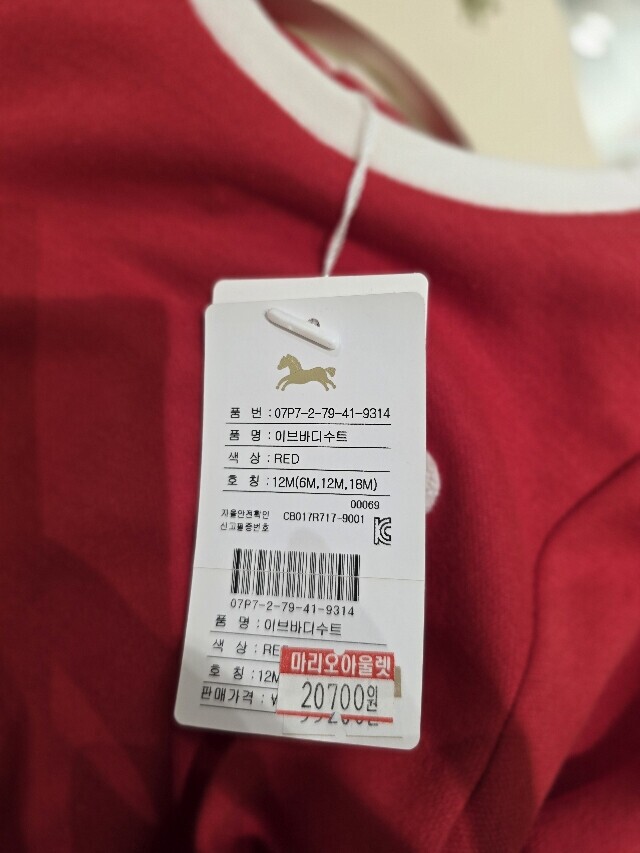 품 번 : 07P7-2-79-41-9314
품 명 : 이브바디수트
색 상 : RED
호 칭 : 12M(6M,12M,18M)
00069
자율안전확인
신고필증번호 CB017R717-9001
07P7-2-79-41-9314
품 명 : 이브바디수트
색 상 : RE
호 칭 : 12M
판매가격 : ₩
마리오아울렛
20700원